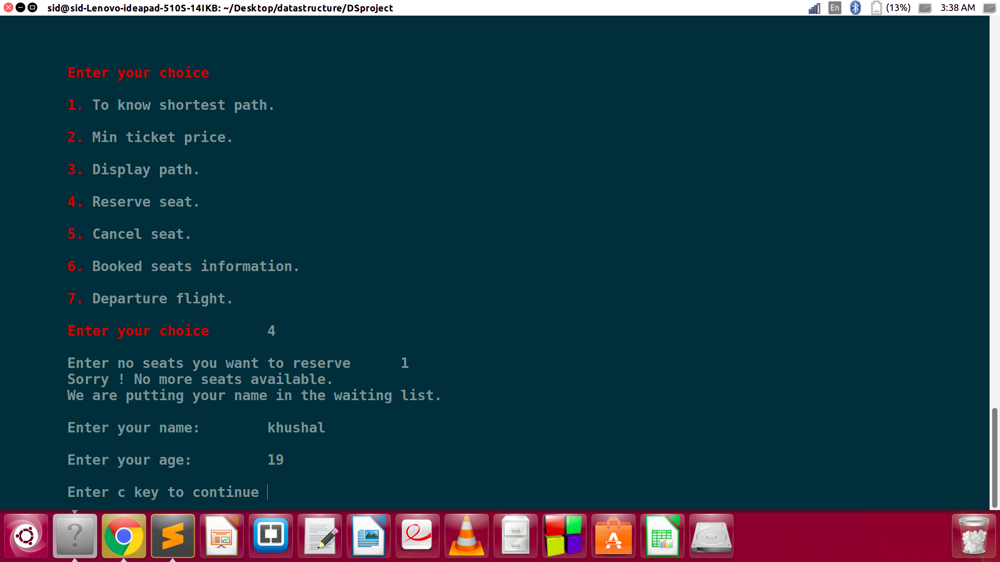 sid@sid-Lenovo-ideapad-510S-14IKB: ~/Desktop/datastructure/DSproject
En (13%) 3:38 AM
Enter your choice
1. To know shortest path.
2. Min ticket price.
3. Display path.
4. Reserve seat.
5. Cancel seat.
6. Booked seats information.
7. Departure flight.
Enter your choice 4
Enter no seats you want to reserve 1
Sorry ! No more seats available.
We are putting your name in the waiting list.
Enter your name: khushal
Enter your age: 19
Enter c key to continue